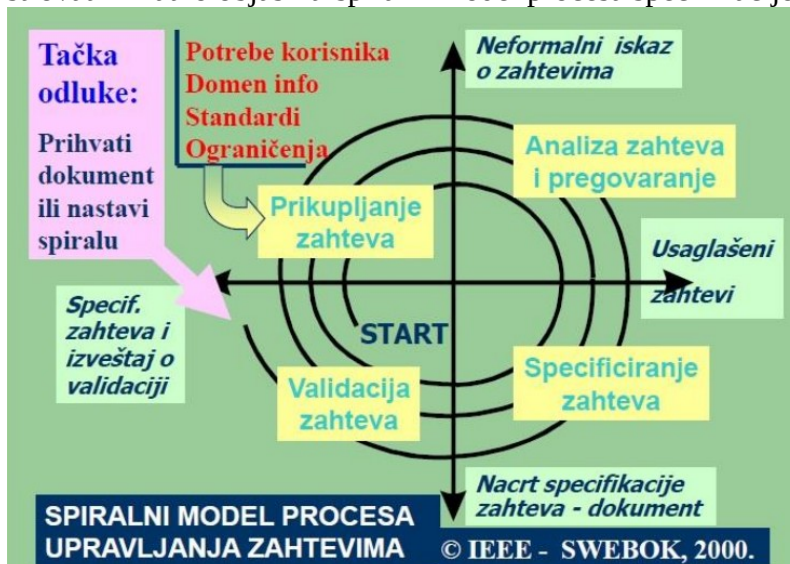 Tačka
odluke:
Prihvati
dokument
ili nastavi
spiralu
Potrebe korisnika
Domen info
Standardi
Ograničenja
Neformalni iskaz
o zahtevima
Analiza zahteva
i pregovaranje
Prikupljanje
zahteva
Usaglašeni
zahtevi
Specif.
zahteva i
izveštaj o
validaciji
START
Validacija
zahteva
Specificiranje
zahteva
Nacrt specifikacije
zahteva - dokument
SPIRALNI MODEL PROCESA
UPRAVLJANJA ZAHTEVIMA
© IEEE - SWEBOK, 2000.